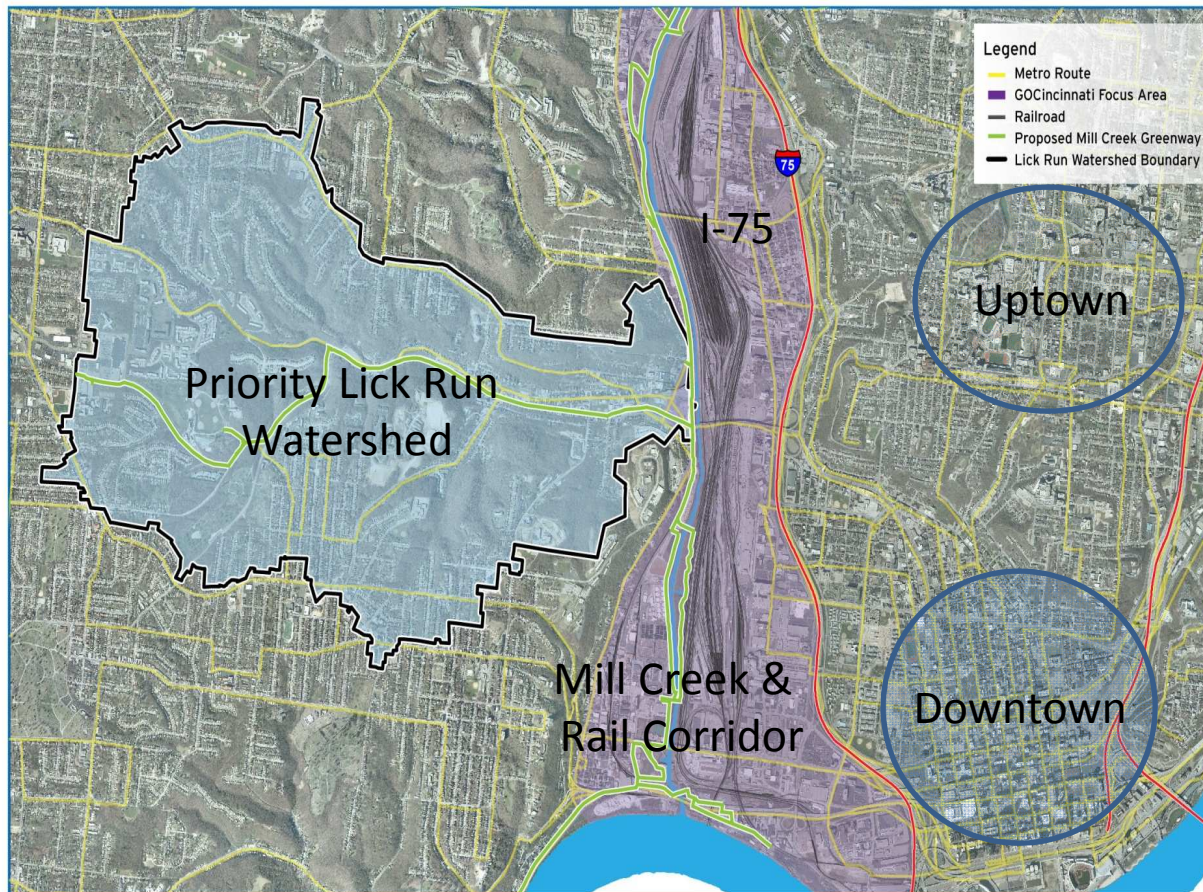 Legend
Metro Route
GOCincinnati Focus Area
Railroad
Proposed Mill Creek Greenway
Lick Run Watershed Boundary
75
I-75
Uptown
Priority Lick Run
Watershed
Mill Creek &
Rail Corridor
Downtown